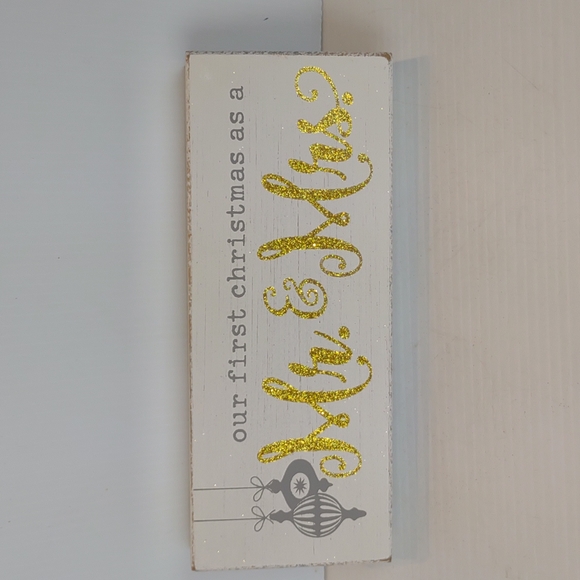 our first christmas as a
Mr. & Mrs.